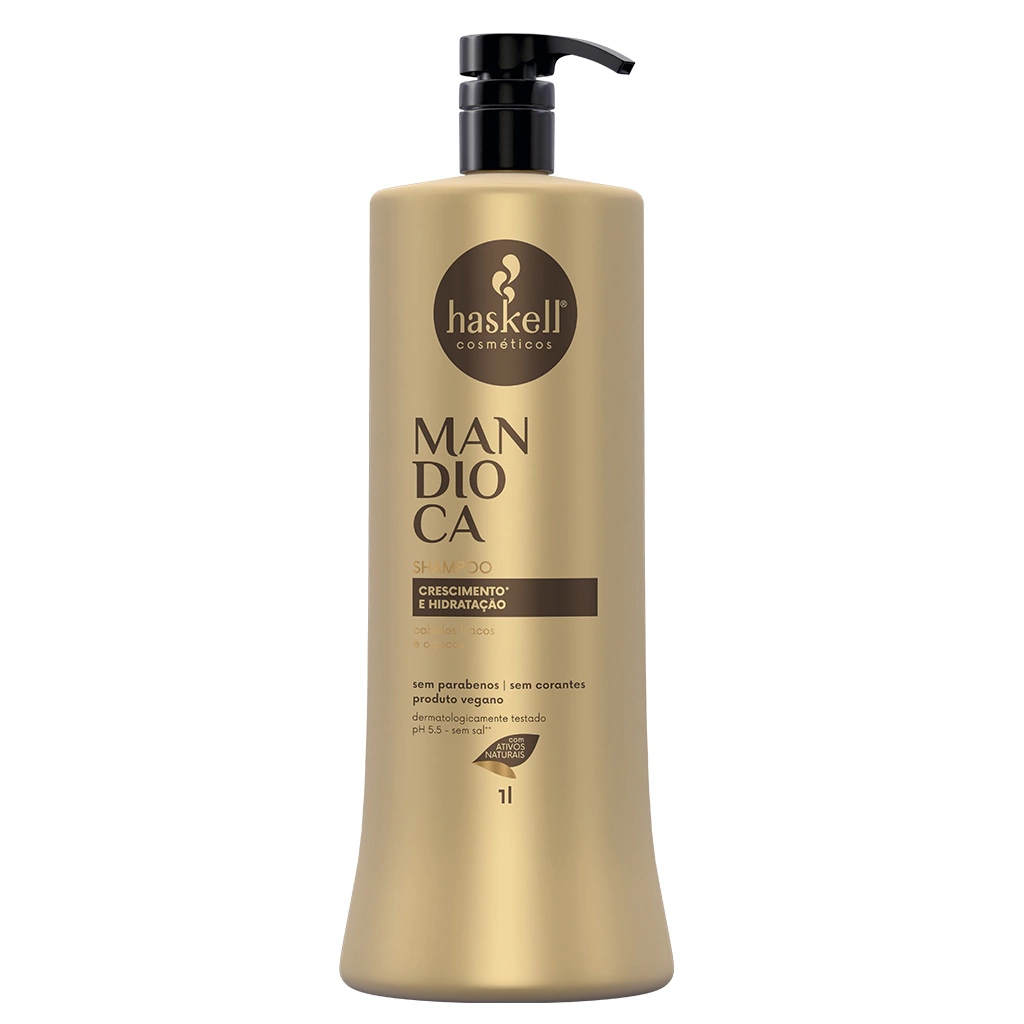 haskell®
cosméticos
MAN
DIO
CA
SHAMPOO
CRESCIMENTO*
E HIDRATAÇÃO
sem parabenos | sem corantes
produto vegano
dermatologicamente testado
pH 5.5 - sem sal**
com
ATIVOS
NATURAIS
1l